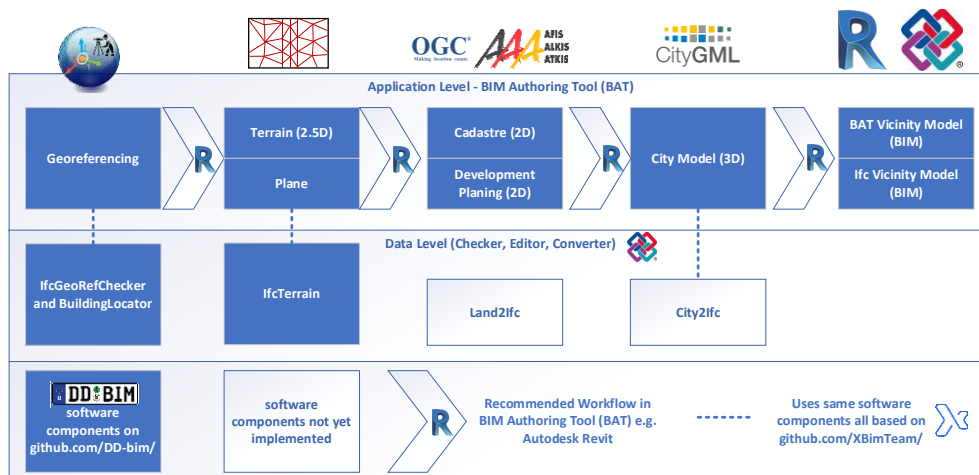 OGC®
Making location count.
AAA
AFIS
ALKIS
ATKIS
CityGML
R
®
Application Level - BIM Authoring Tool (BAT)
Georeferencing
R
Terrain (2.5D)
Plane
R
Cadastre (2D)
Development
Planing (2D)
R
City Model (3D)
R
BAT Vicinity Model
(BIM)
Ifc Vicinity Model
(BIM)
Data Level (Checker, Editor, Converter)
®
IfcGeoRefChecker
and BuildingLocator
IfcTerrain
Land2Ifc
City2Ifc
DD BIM
software
components on
github.com/DD-bim/
software
components not yet
implemented
R
Recommended Workflow in
BIM Authoring Tool (BAT) e.g.
Autodesk Revit
Uses same software
components all based on
github.com/XBimTeam/
X